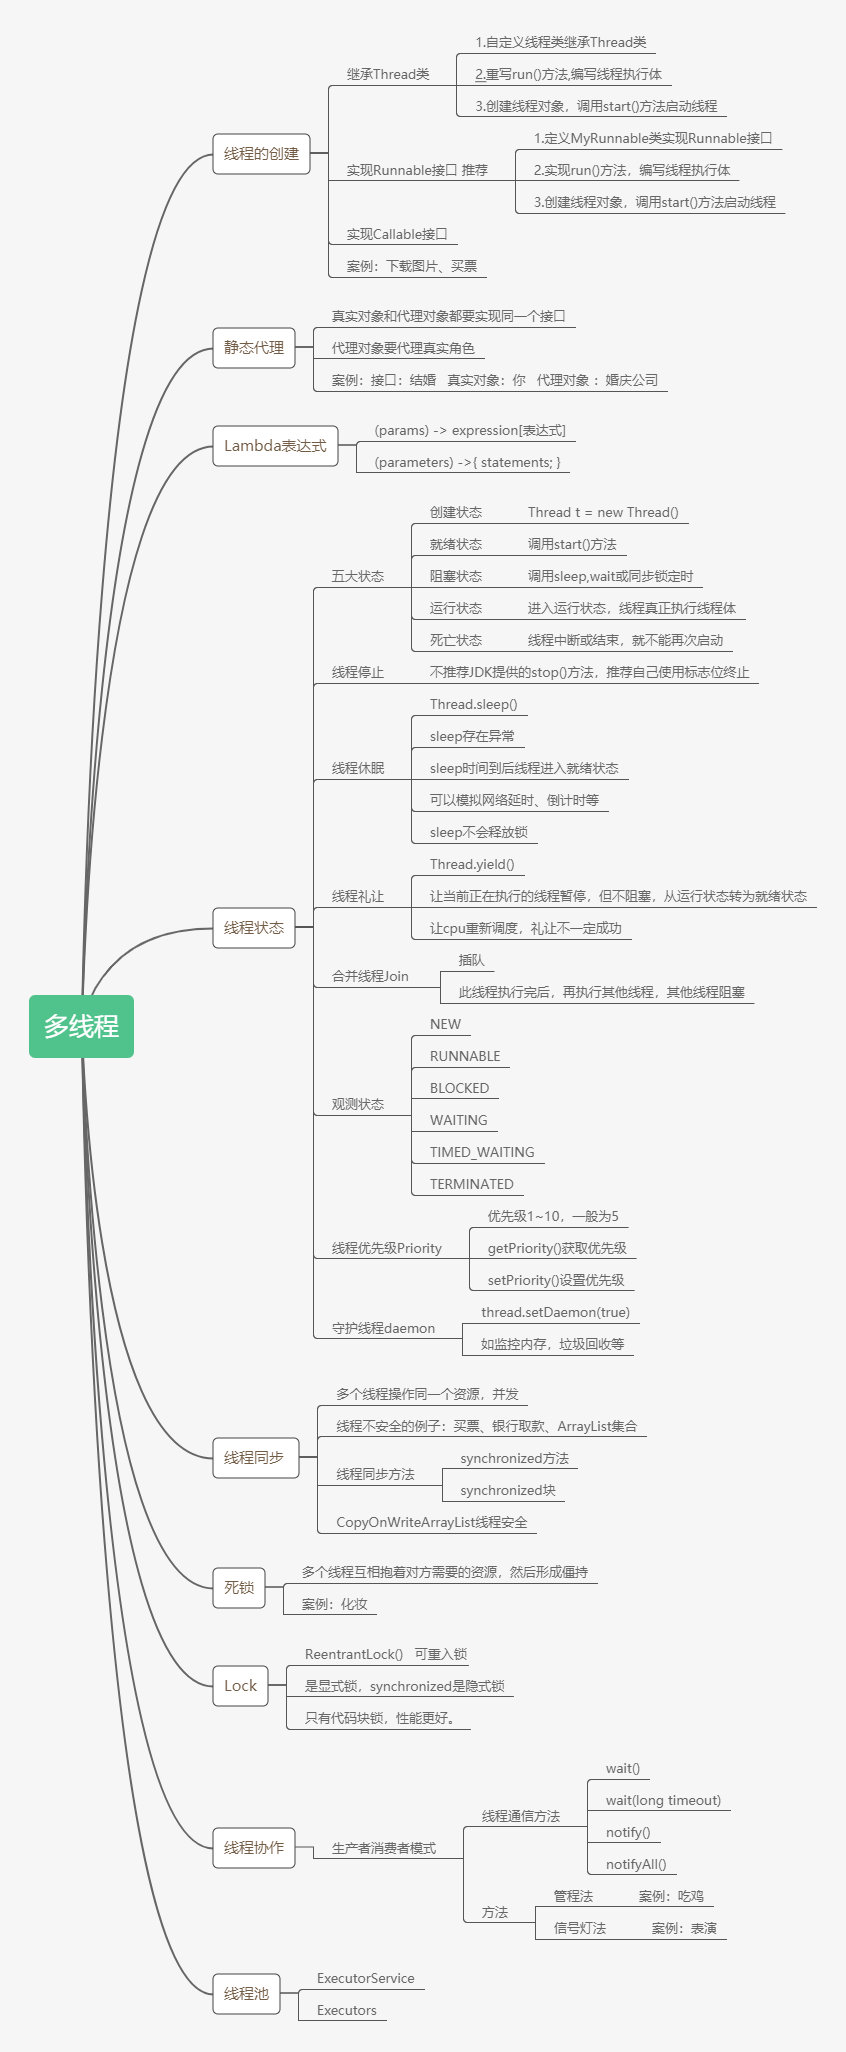 多线程
线程的创建
继承Thread类
1.自定义线程类继承Thread类
2.重写run()方法,编写线程执行体
3.创建线程对象，调用start()方法启动线程
实现Runnable接口 推荐
1.定义MyRunnable类实现Runnable接口
2.实现run()方法，编写线程执行体
3.创建线程对象，调用start()方法启动线程
实现Callable接口
案例：下载图片、买票
静态代理
真实对象和代理对象都要实现同一个接口
代理对象要代理真实角色
案例：接口：结婚 真实对象：你 代理对象 ：婚庆公司
Lambda表达式
(params) -> expression[表达式]
(parameters) ->{ statements; }
线程状态
五大状态
创建状态 Thread t = new Thread()
就绪状态 调用start()方法
阻塞状态 调用sleep,wait或同步锁定时
运行状态 进入运行状态，线程真正执行线程体
死亡状态 线程中断或结束，就不能再次启动
线程停止 不推荐JDK提供的stop()方法，推荐自己使用标志位终止
线程休眠
Thread.sleep()
sleep存在异常
sleep时间到后线程进入就绪状态
可以模拟网络延时、倒计时等
sleep不会释放锁
线程礼让
Thread.yield()
让当前正在执行的线程暂停，但不阻塞，从运行状态转为就绪状态
让cpu重新调度，礼让不一定成功
合并线程Join
插队
此线程执行完后，再执行其他线程，其他线程阻塞
观测状态
NEW
RUNNABLE
BLOCKED
WAITING
TIMED_WAITING
TERMINATED
线程优先级Priority
优先级1~10，一般为5
getPriority()获取优先级
setPriority()设置优先级
守护线程daemon
thread.setDaemon(true)
如监控内存，垃圾回收等
线程同步
多个线程操作同一个资源，并发
线程不安全的例子：买票、银行取款、ArrayList集合
线程同步方法
synchronized方法
synchronized块
CopyOnWriteArrayList线程安全
死锁
多个线程互相抱着对方需要的资源，然后形成僵持
案例：化妆
Lock
ReentrantLock() 可重入锁
是显式锁，synchronized是隐式锁
只有代码块锁，性能更好。
线程协作
生产者消费者模式
线程通信方法
wait()
wait(long timeout)
notify()
notifyAll()
方法
管程法 案例：吃鸡
信号灯法 案例：表演
线程池
ExecutorService
Executors